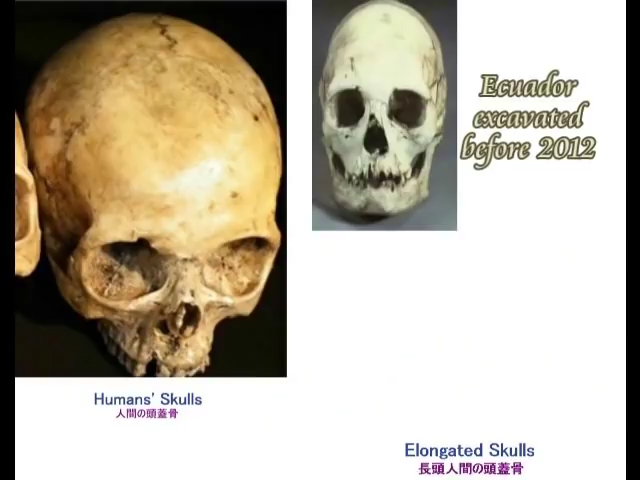 Ecuador
excavated
before 2012
Humans' Skulls
人間の頭蓋骨
Elongated Skulls
長頭人間の頭蓋骨